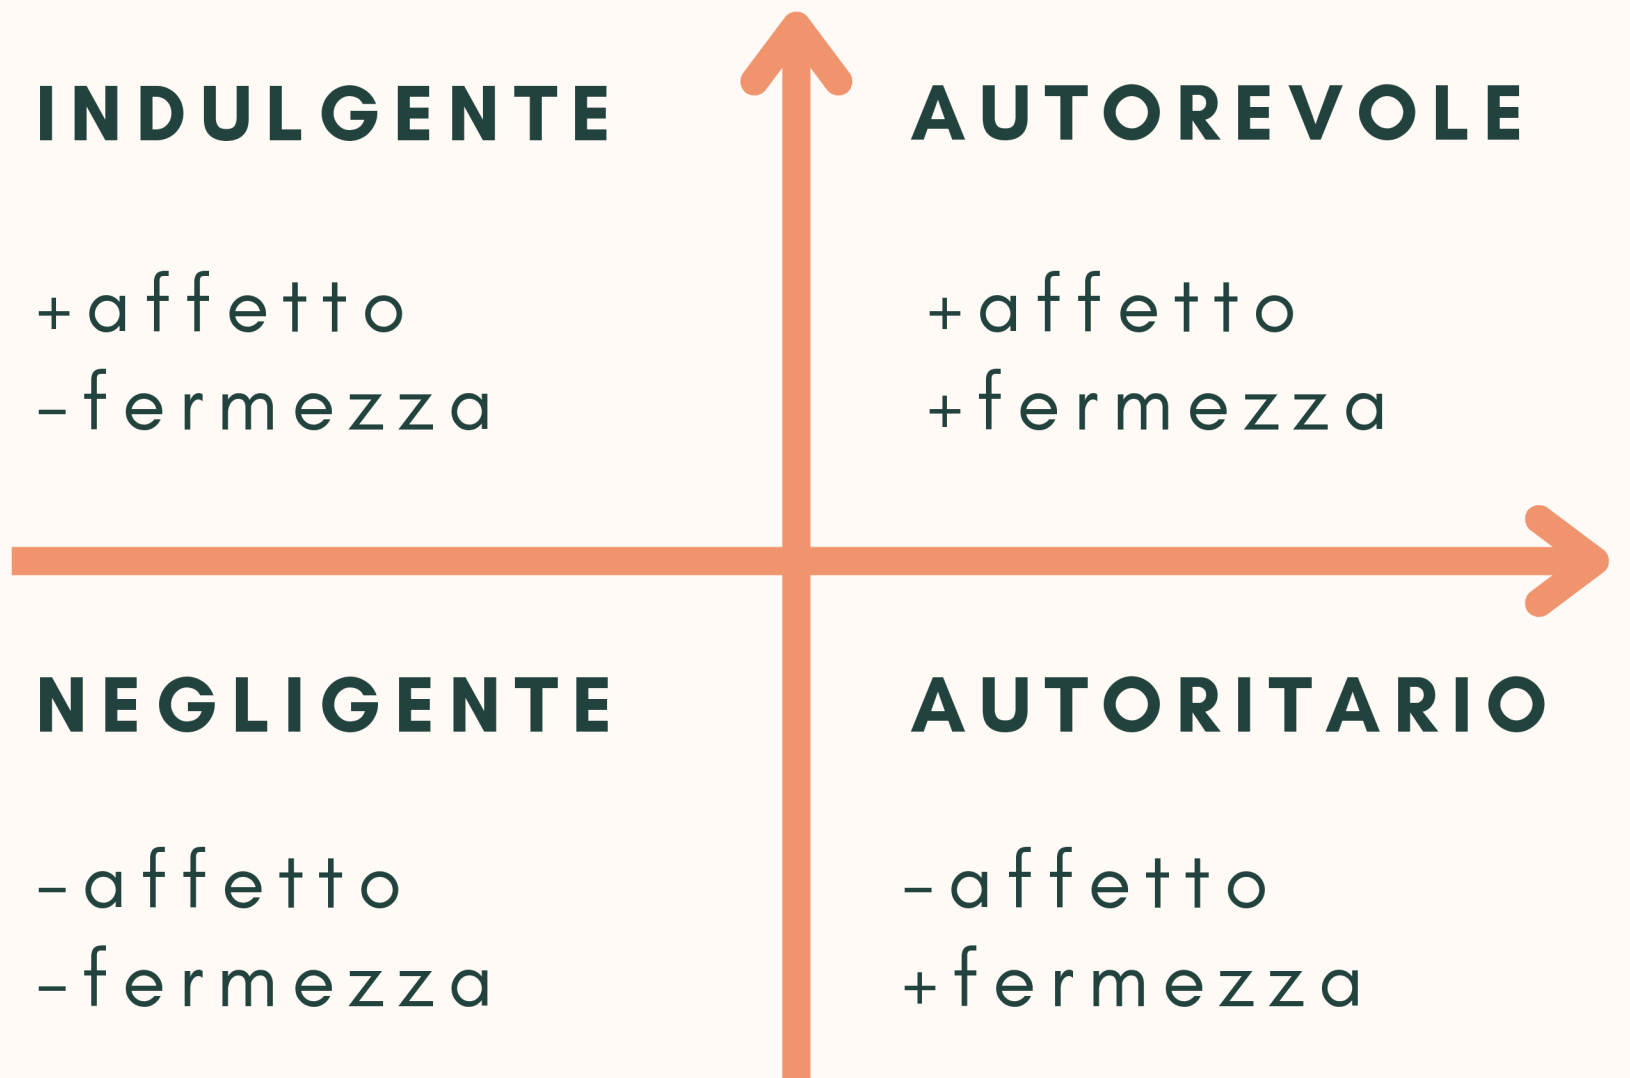 INDULGENTE
+affetto
-fermezza
AUTOREVOLE
+affetto
+fermezza
NEGLIGENTE
-affetto
-fermezza
AUTORITARIO
-affetto
+fermezza